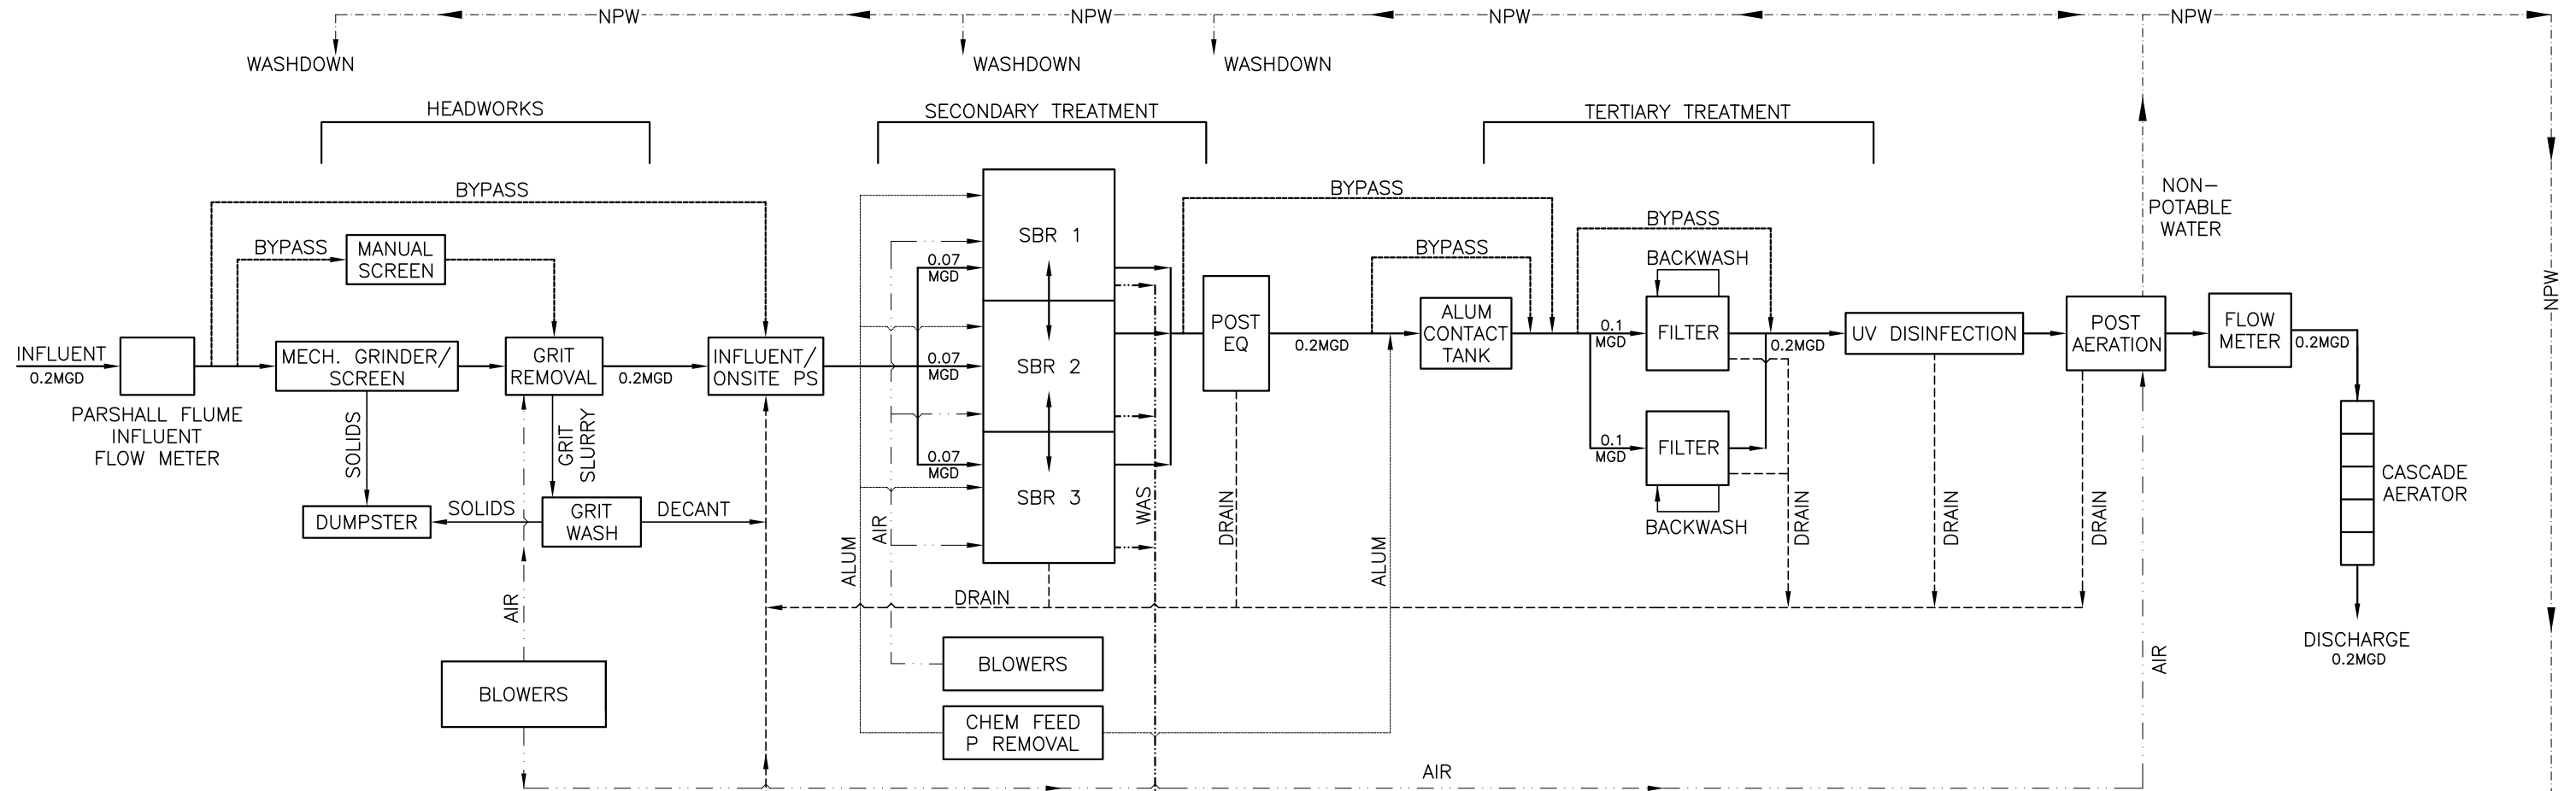 NPW
NPW
NPW
NPW
WASHDOWN
WASHDOWN
WASHDOWN
HEADWORKS
SECONDARY TREATMENT
TERTIARY TREATMENT
BYPASS
BYPASS
MANUAL
SCREEN
INFLUENT
0.2MGD
PARSHALL FLUME
INFLUENT
FLOW METER
MECH. GRINDER/
SCREEN
GRIT
REMOVAL
0.2MGD
INFLUENT/
ONSITE PS
SOLIDS
GRIT
SLURRY
DUMPSTER
SOLIDS
GRIT
WASH
DECANT
AIR
BLOWERS
ALUM
AIR
0.07
MGD
0.07
MGD
0.07
MGD
SBR 1
SBR 2
SBR 3
WAS
DRAIN
BLOWERS
CHEM FEED
P REMOVAL
BYPASS
BYPASS
POST
EQ
0.2MGD
DRAIN
ALUM
ALUM
CONTACT
TANK
BYPASS
BACKWASH
0.1
MGD
FILTER
0.2MGD
0.1
MGD
FILTER
BACKWASH
DRAIN
UV DISINFECTION
DRAIN
POST
AERATION
DRAIN
NON-
POTABLE
WATER
FLOW
METER
0.2MGD
CASCADE
AERATOR
DISCHARGE
0.2MGD
AIR
AIR
NPW